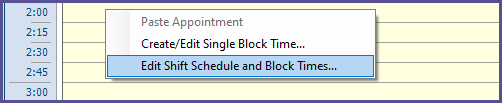 2:00
Paste Appointment
2:15
Create/Edit Single Block Time...
2:30
Edit Shift Schedule and Block Times...
2:45
3:00